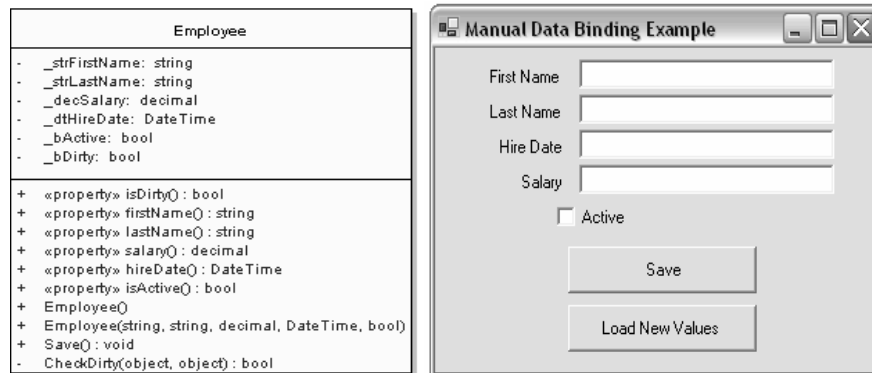 Employee
- _strFirstName: string
- _strLastName: string
- _decSalary: decimal
- _dtHireDate: DateTime
- _bActive: bool
- _bDirty: bool
+ «property» isDirty() : bool
+ «property» firstName() : string
+ «property» lastName() : string
+ «property» salary() : decimal
+ «property» hireDate() : DateTime
+ «property» isActive() : bool
+ Employee()
+ Employee(string, string, decimal, DateTime, bool)
+ Save() : void
- CheckDirty(object, object) : bool
Manual Data Binding Example
First Name
Last Name
Hire Date
Salary
Active
Save
Load New Values